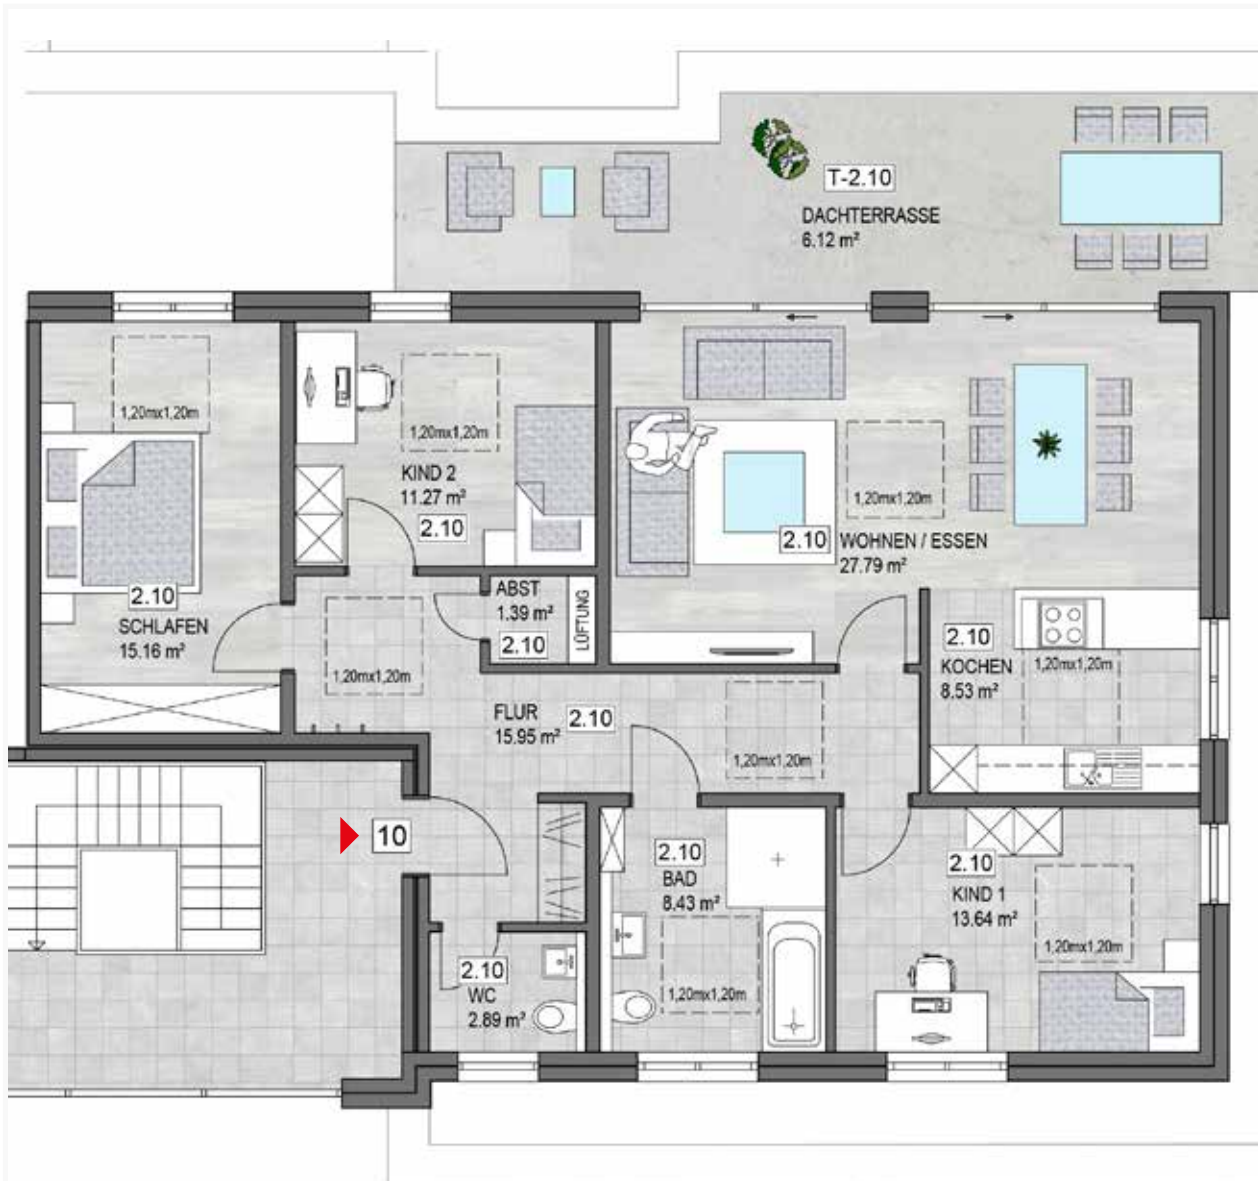 T-2.10
DACHTERRASSE
6.12 m²
1,20mx1,20m
2.10
SCHLAFEN
15.16 m²
1,20mx1,20m
KIND 2
11.27 m²
2.10
1,20mx1,20m
2.10
WOHNEN / ESSEN
27.79 m²
ABST
1.39 m²
2.10
LÜFTUNG
1,20mx1,20m
2.10
KOCHEN
8.53 m²
1,20mx1,20m
FLUR
15.95 m²
2.10
1,20mx1,20m
10
2.10
BAD
8.43 m²
1,20mx1,20m
2.10
KIND 1
13.64 m²
1,20mx1,20m
2.10
WC
2.89 m²